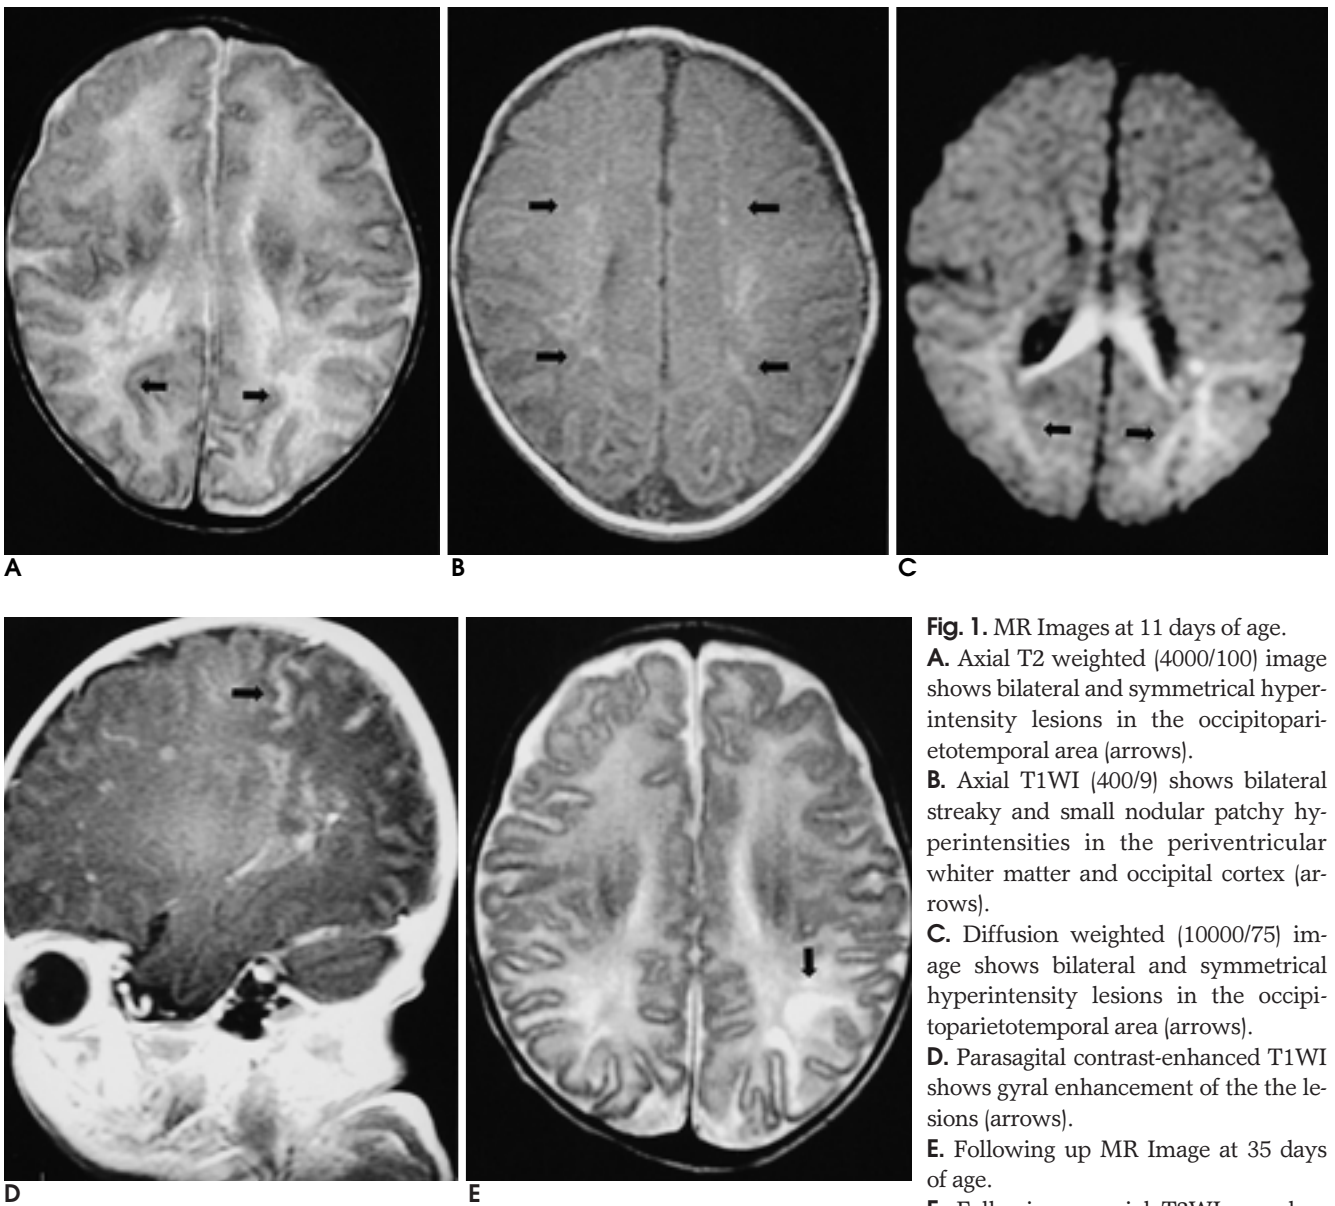 A
B
C
D
E
Fig. 1. MR Images at 11 days of age.
A. Axial T2 weighted (4000/100) image
shows bilateral and symmetrical hyper-
intensity lesions in the occipitopari-
etotemporal area (arrows).
B. Axial T1WI (400/9) shows bilateral
streaky and small nodular patchy hy-
perintensities in the periventricular
whiter matter and occipital cortex (ar-
rows).
C. Diffusion weighted (10000/75) im-
age shows bilateral and symmetrical
hyperintensity lesions in the occipi-
toparietotemporal area (arrows).
D. Parasagital contrast-enhanced T1WI
shows gyral enhancement of the the le-
sions (arrows).
E. Following up MR Image at 35 days
of age.